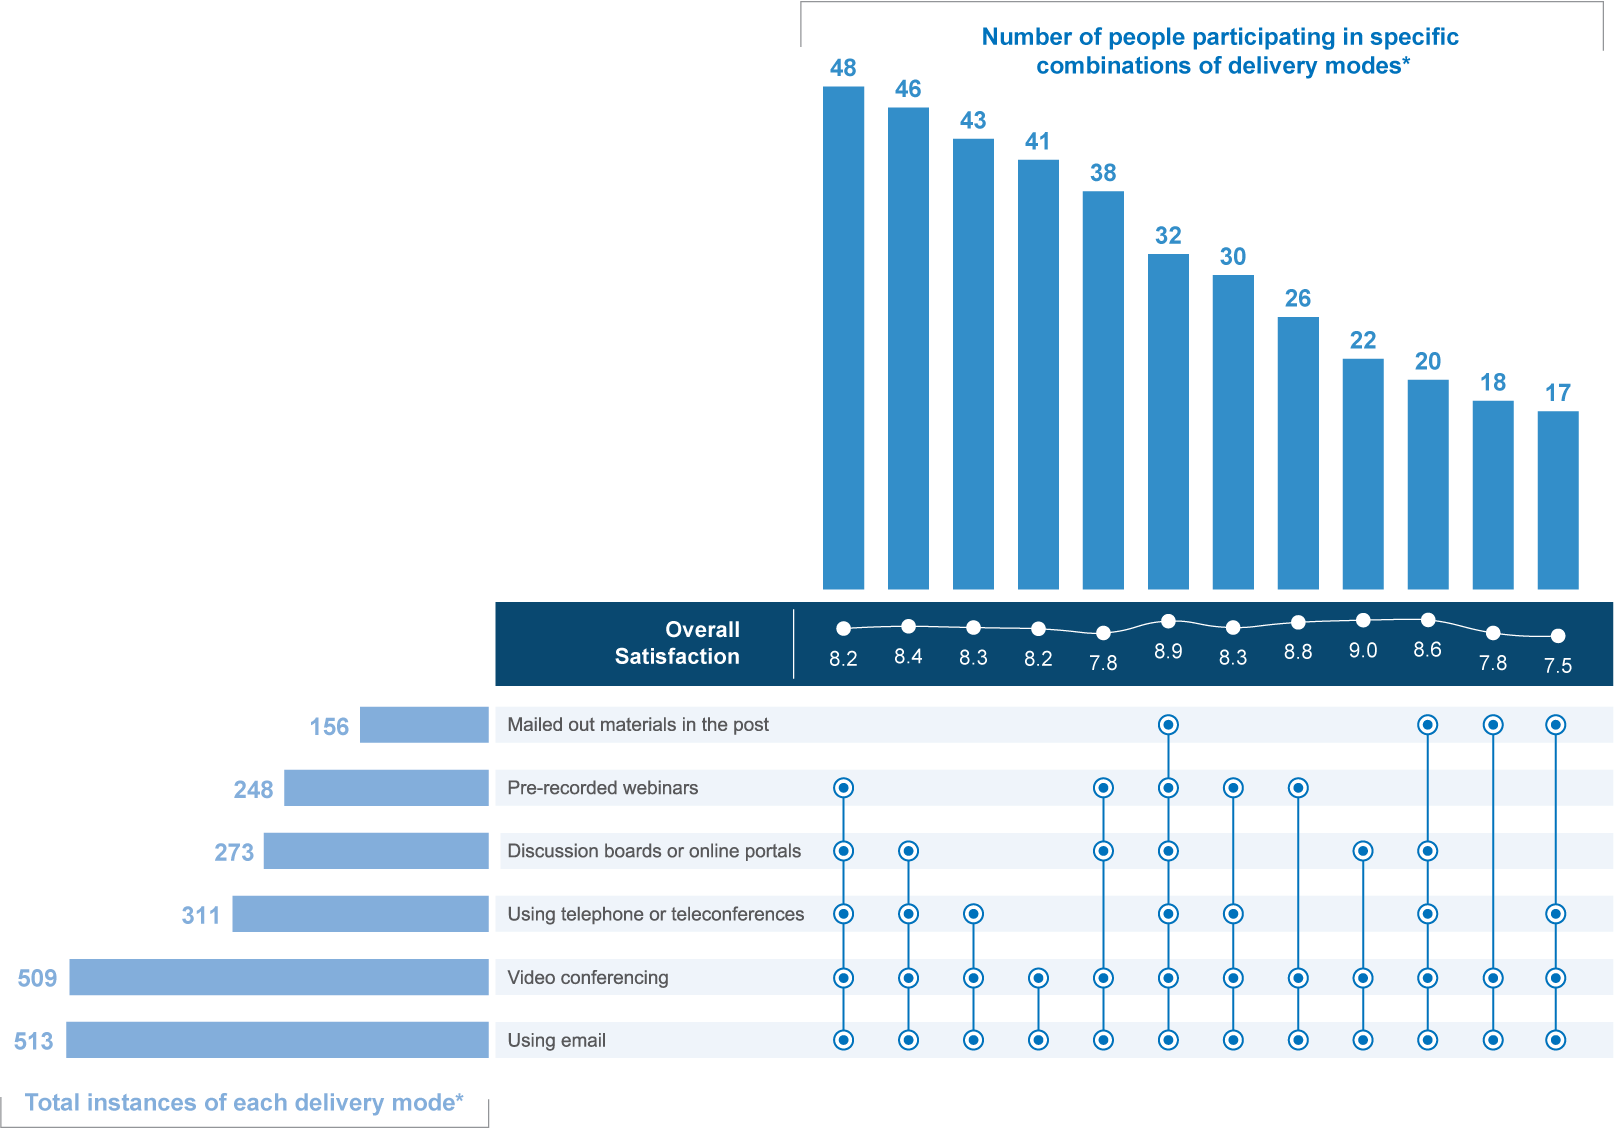 Number of people participating in specific
combinations of delivery modes*
48
46
43
41
38
32
30
26
22
20
18
17
Overall
Satisfaction
8.2 8.4 8.3 8.2 7.8 8.9 8.3 8.8 9.0 8.6 7.8 7.5
156 Mailed out materials in the post
248 Pre-recorded webinars
273 Discussion boards or online portals
311 Using telephone or teleconferences
509 Video conferencing
513 Using email
Total instances of each delivery mode*